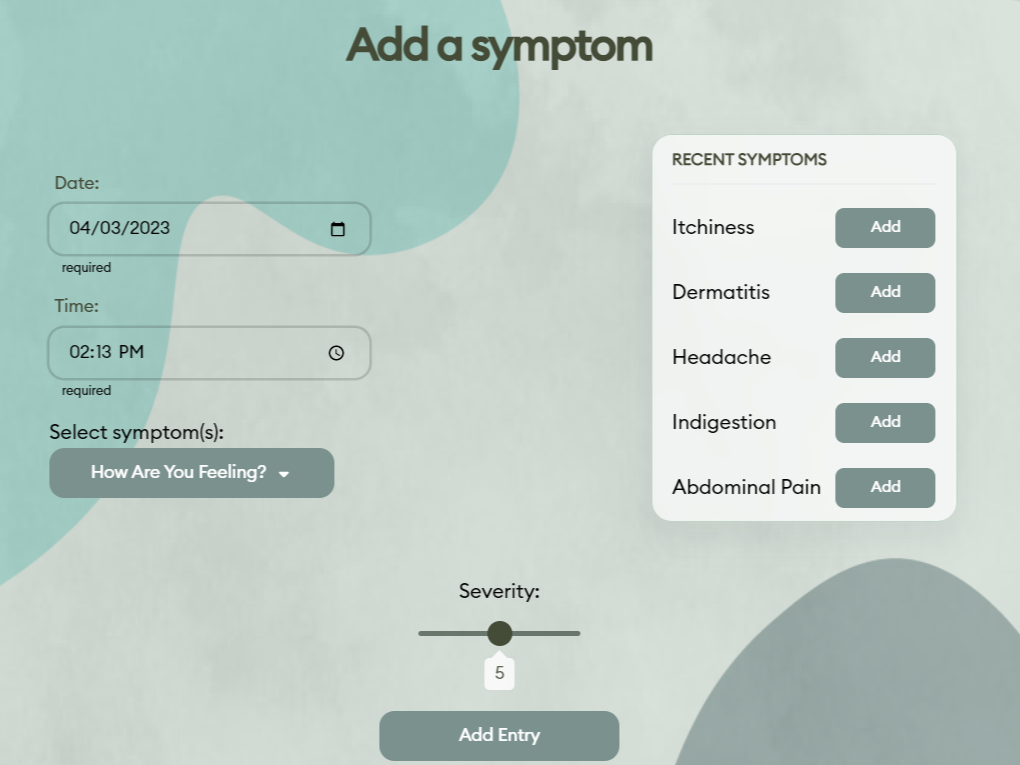 Add a symptom
Date:
04/03/2023
required
Time:
02:13 PM
required
Select symptom(s):
How Are You Feeling?
RECENT SYMPTOMS
Itchiness Add
Dermatitis Add
Headache Add
Indigestion Add
Abdominal Pain Add
Severity:
5
Add Entry